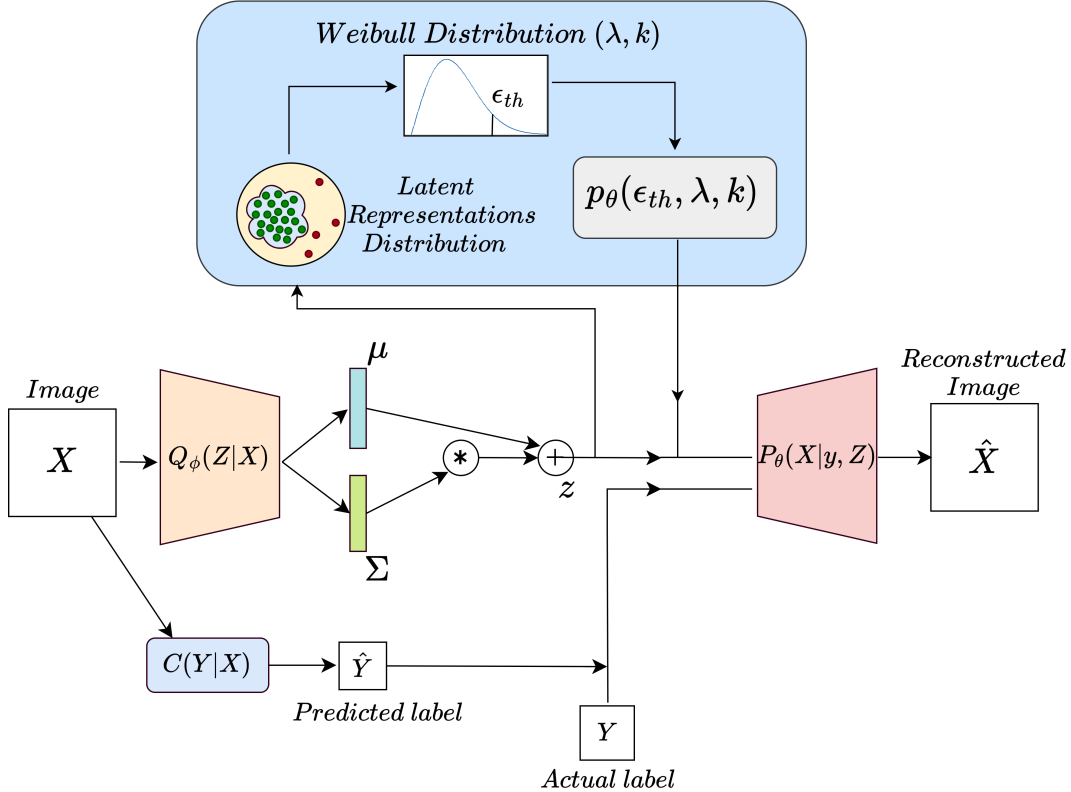 Weibull Distribution (λ, k)
ϵ_th
Latent
Representations
Distribution
p_θ(ϵ_th, λ, k)
μ
Image
X
Q_ϕ(Z|X)
*
+
z
Σ
P_θ(X|y, Z)
Reconstructed
Image
X̂
C(Y|X)
Ŷ
Predicted label
Y
Actual label